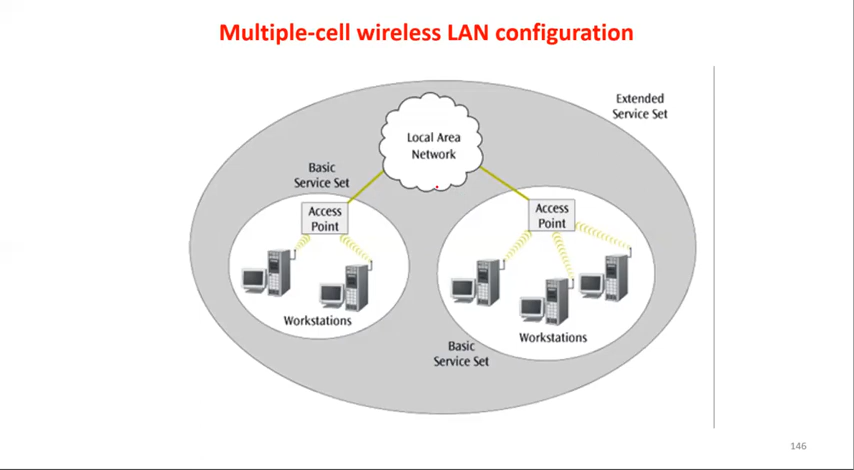 Multiple-cell wireless LAN configuration
Extended
Service Set
Local Area
Network
Basic
Service Set
Access
Point
Access
Point
Workstations
Workstations
Basic
Service Set
146